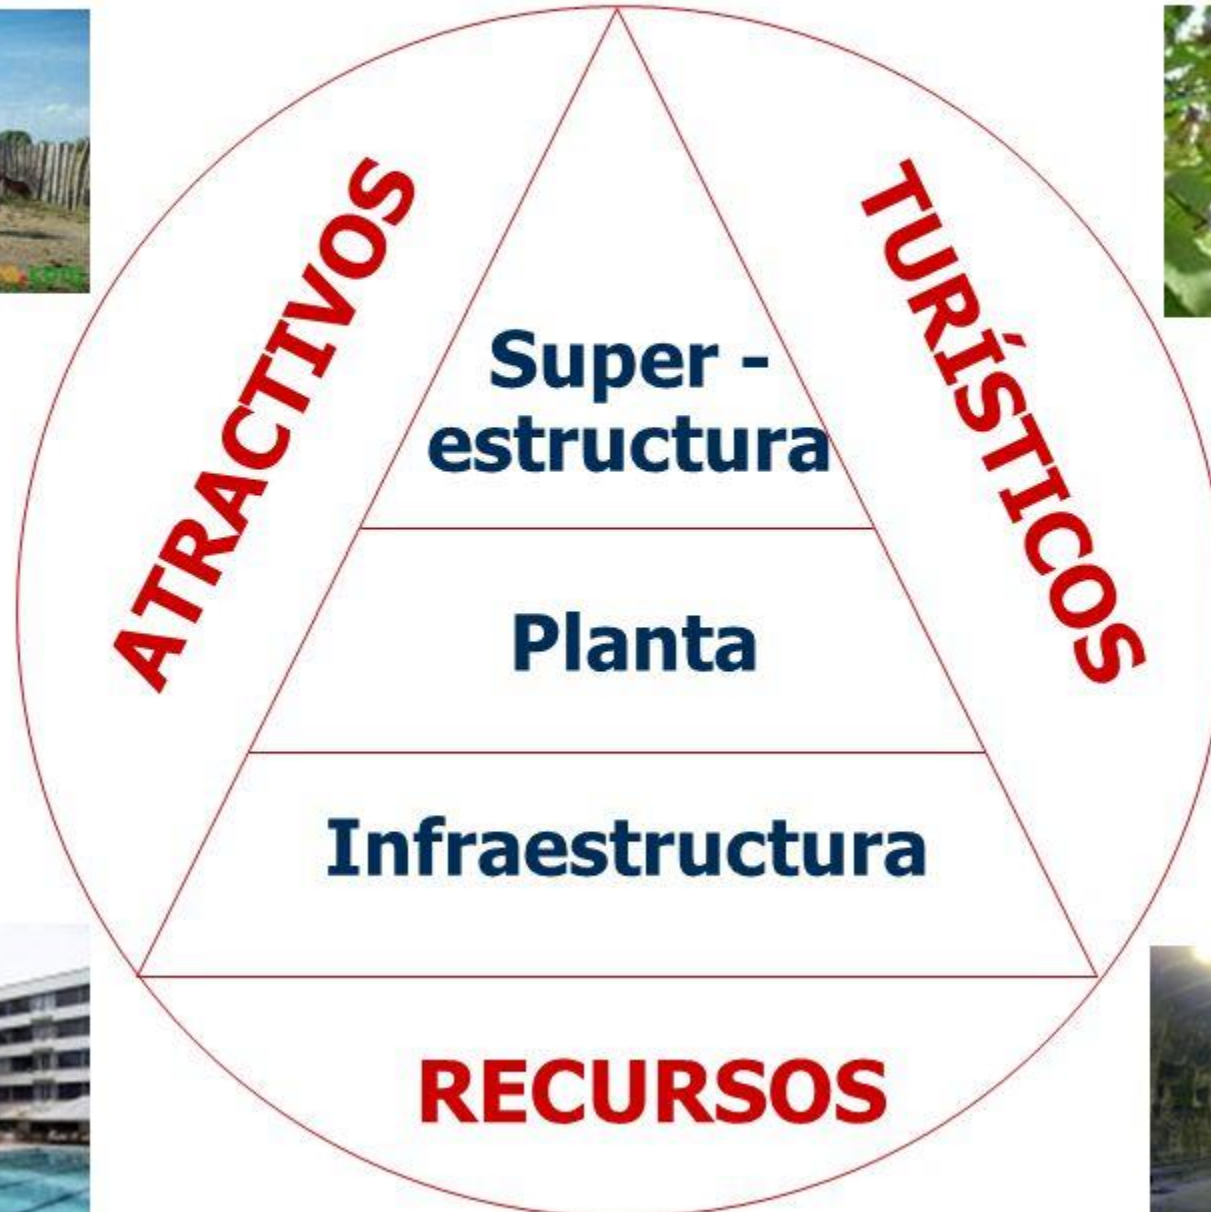 ATRACTIVOS
TURÍSTICOS
Super -
estructura
Planta
Infraestructura
RECURSOS